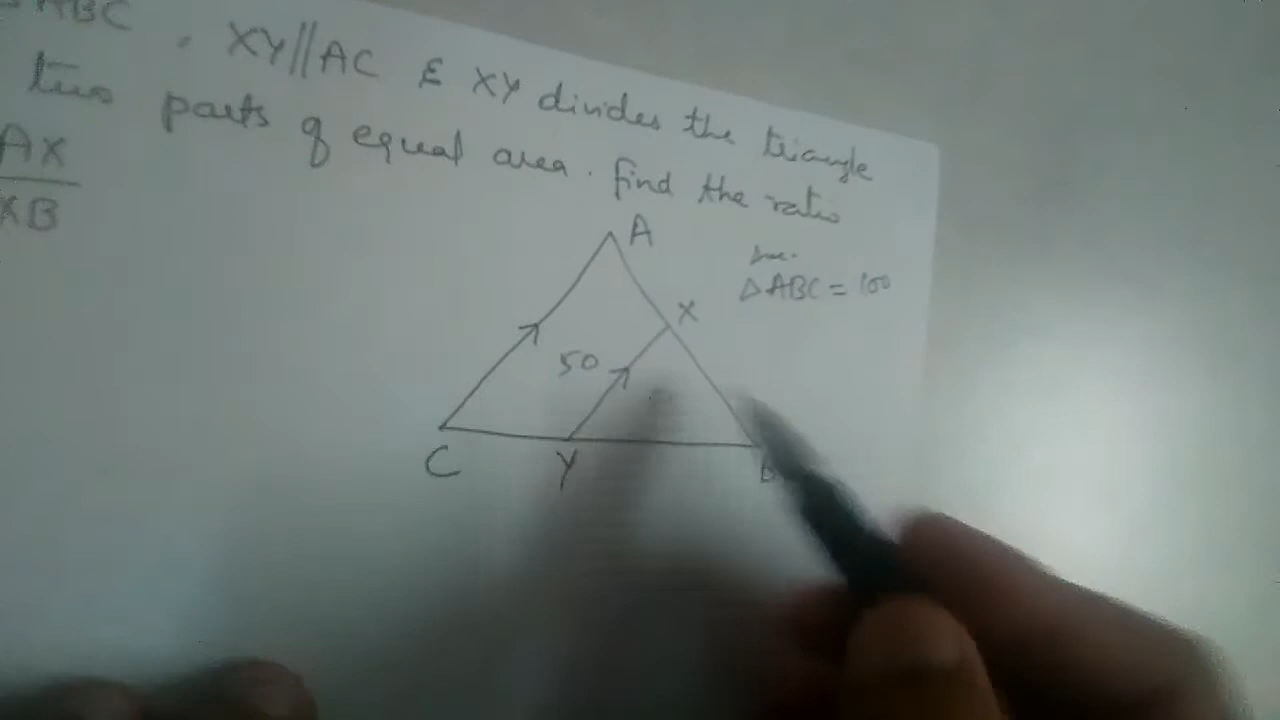 ABC, XY||AC & XY divides the triangle
two parts of equal area. find the ratio
AX
XB
A
ΔABC = 100
X
50
C
Y
B